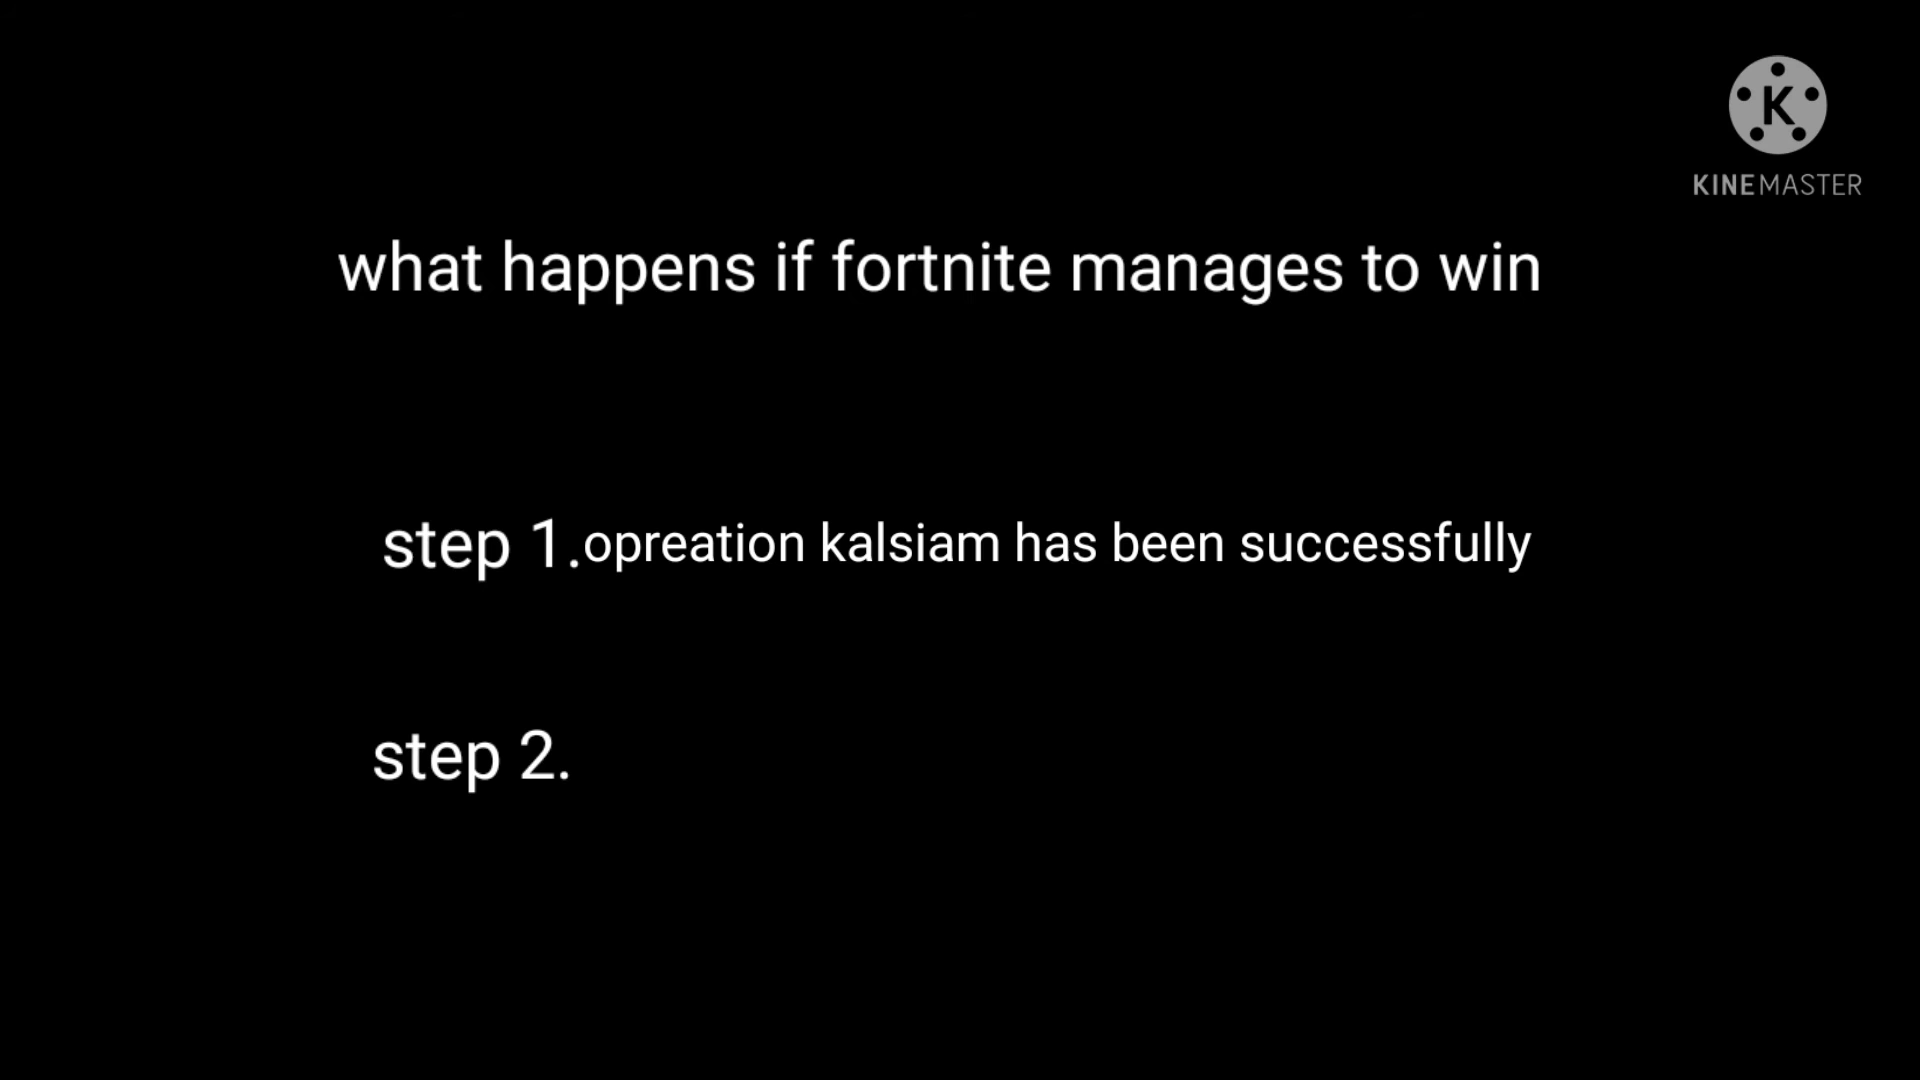 K
KINEMASTER
what happens if fortnite manages to win
step 1.opreation kalsiam has been successfully
step 2.